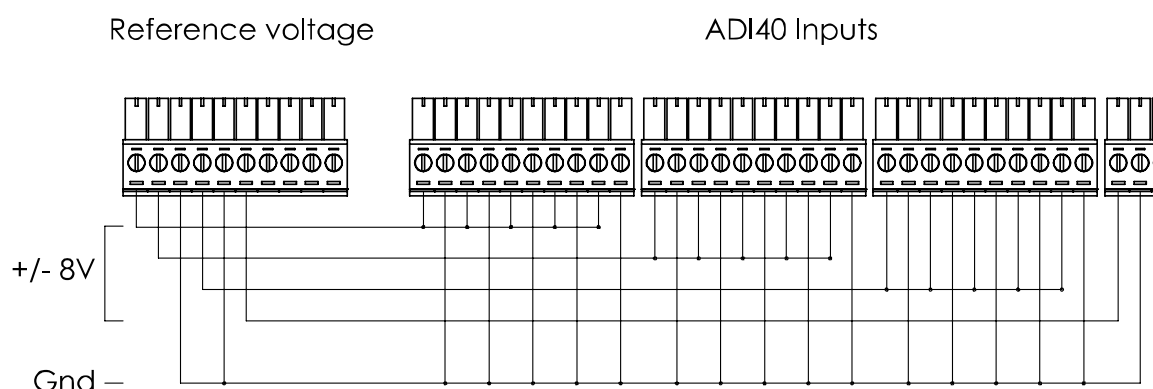 Reference voltage
ADI40 Inputs
+/- 8V
Gnd